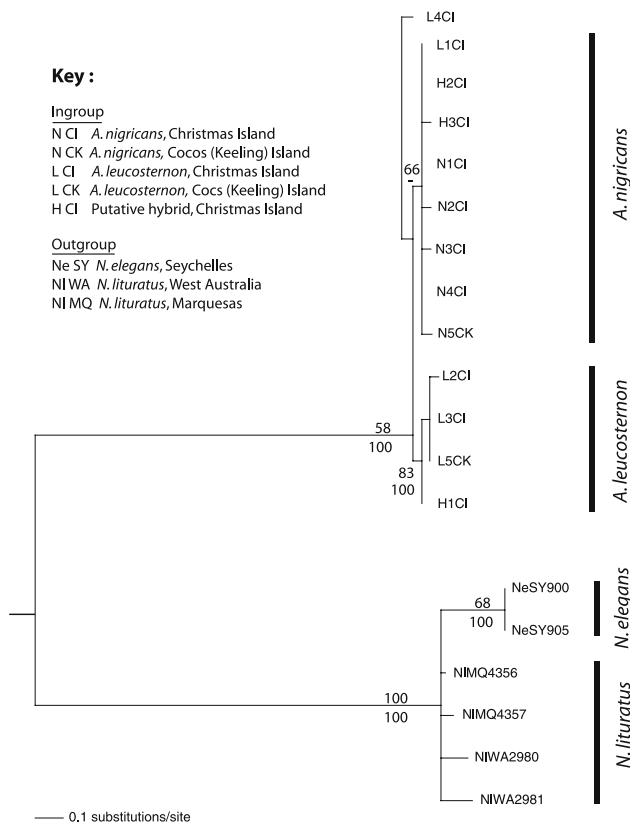 Key :
Ingroup
N CI A. nigricans, Christmas Island
N CK A. nigricans, Cocos (Keeling) Island
L CI A. leucosternon, Christmas Island
L CK A. leucosternon, Cocs (Keeling) Island
H CI Putative hybrid, Christmas Island
Outgroup
Ne SY N. elegans, Seychelles
Nl WA N. lituratus, West Australia
Nl MQ N. lituratus, Marquesas
L4CI
L1CI
H2CI
H3CI
66
-
N1CI
N2CI
N3CI
N4CI
N5CK
A. nigricans
L2CI
L3CI
58
100
L5CK
83
100
H1CI
A. leucosternon
NeSY900
68
100
NeSY905
N. elegans
NlMQ4356
100
100
NlMQ4357
NlWA2980
NlWA2981
N. lituratus
0.1 substitutions/site